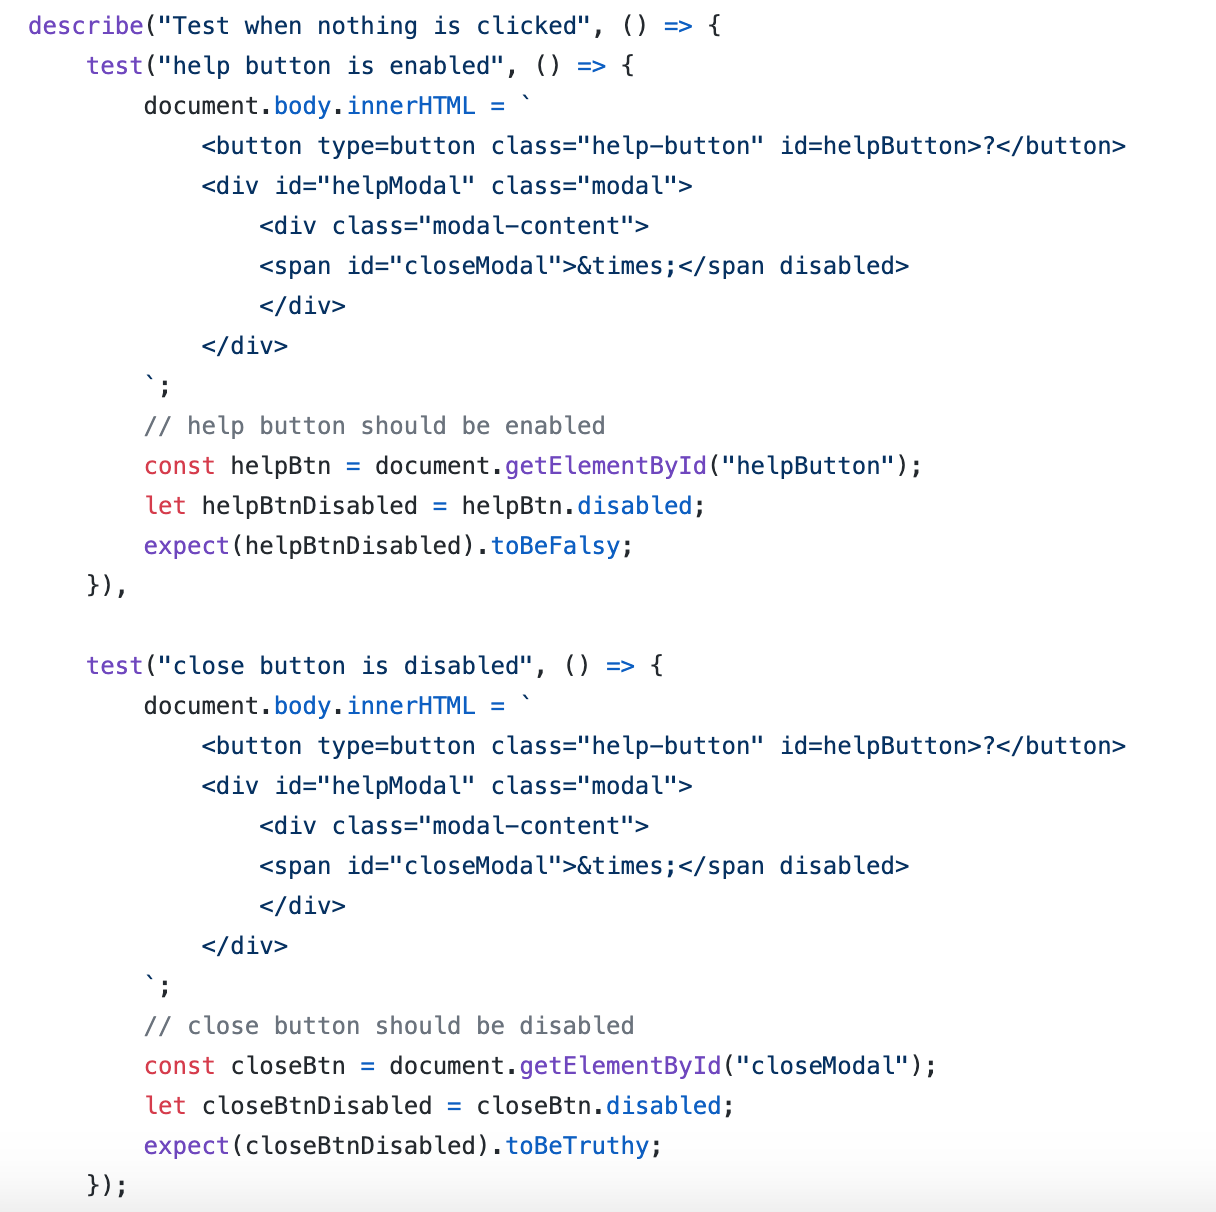 describe("Test when nothing is clicked", () => {
    test("help button is enabled", () => {
        document.body.innerHTML = `
            <button type=button class="help-button" id=helpButton>?</button>
            <div id="helpModal" class="modal">
                <div class="modal-content">
                <span id="closeModal">&times;</span disabled>
                </div>
            </div>
        `;
        // help button should be enabled
        const helpBtn = document.getElementById("helpButton");
        let helpBtnDisabled = helpBtn.disabled;
        expect(helpBtnDisabled).toBeFalsy;
    }),

    test("close button is disabled", () => {
        document.body.innerHTML = `
            <button type=button class="help-button" id=helpButton>?</button>
            <div id="helpModal" class="modal">
                <div class="modal-content">
                <span id="closeModal">&times;</span disabled>
                </div>
            </div>
        `;
        // close button should be disabled
        const closeBtn = document.getElementById("closeModal");
        let closeBtnDisabled = closeBtn.disabled;
        expect(closeBtnDisabled).toBeTruthy;
    });